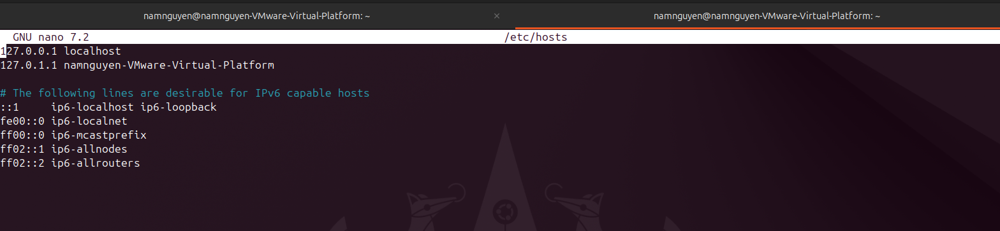 namnguyen@namnguyen-VMware-Virtual-Platform: ~ × namnguyen@namnguyen-VMware-Virtual-Platform: ~
GNU nano 7.2 /etc/hosts
127.0.0.1 localhost
127.0.1.1 namnguyen-VMware-Virtual-Platform
# The following lines are desirable for IPv6 capable hosts
::1     ip6-localhost ip6-loopback
fe00::0 ip6-localnet
ff00::0 ip6-mcastprefix
ff02::1 ip6-allnodes
ff02::2 ip6-allrouters